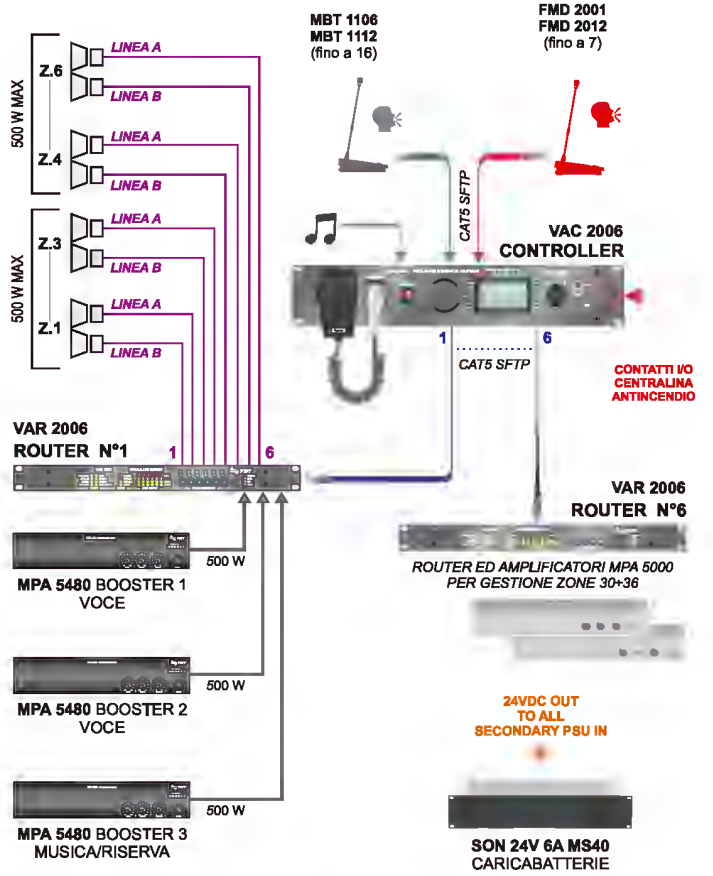 MBT 1106
MBT 1112
(fino a 16)
FMD 2001
FMD 2012
(fino a 7)
LINEA A
Z.6
LINEA B
500 W MAX
LINEA A
Z.4
LINEA B
LINEA A
Z.3
LINEA B
500 W MAX
LINEA A
Z.1
LINEA B
CAT5 SFTP
VAC 2006
CONTROLLER
1
6
CAT5 SFTP
CONTATTI I/O
CENTRALINA
ANTINCENDIO
VAR 2006
ROUTER N°1
1
6
VAR 2006
ROUTER N°6
ROUTER ED AMPLIFICATORI MPA 5000
PER GESTIONE ZONE 30÷36
500 W
MPA 5480 BOOSTER 1
VOCE
500 W
MPA 5480 BOOSTER 2
VOCE
24VDC OUT
TO ALL
SECONDARY PSU IN
500 W
MPA 5480 BOOSTER 3
MUSICA/RISERVA
SON 24V 6A MS40
CARICABATTERIE